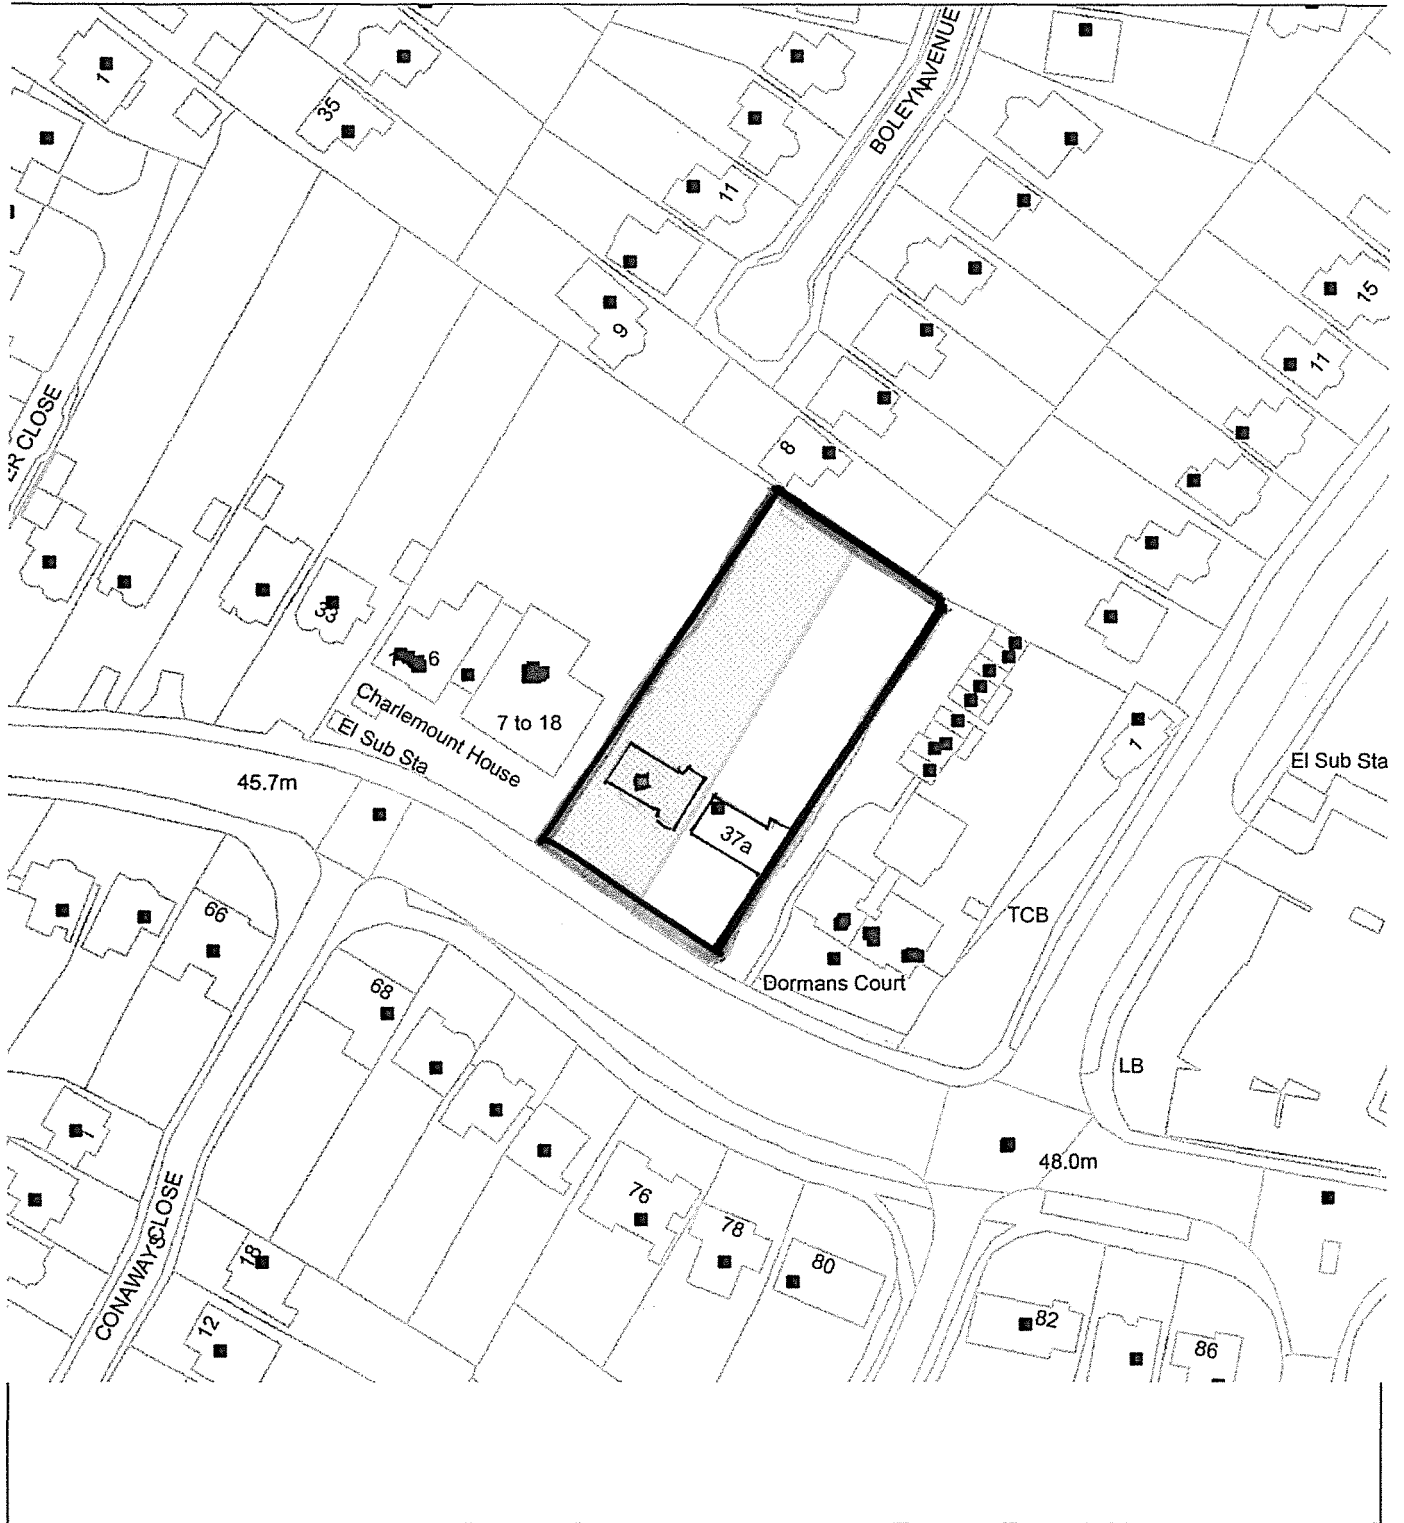 BOLEYN AVENUE
1
35
11
9
15
11
8
ER CLOSE
33
6
Charlemount House
7 to 18
El Sub Sta
45.7m
1
El Sub Sta
37a
TCB
Dormans Court
66
68
LB
48.0m
1
76
78
80
CONAWAYS CLOSE
18
12
82
86